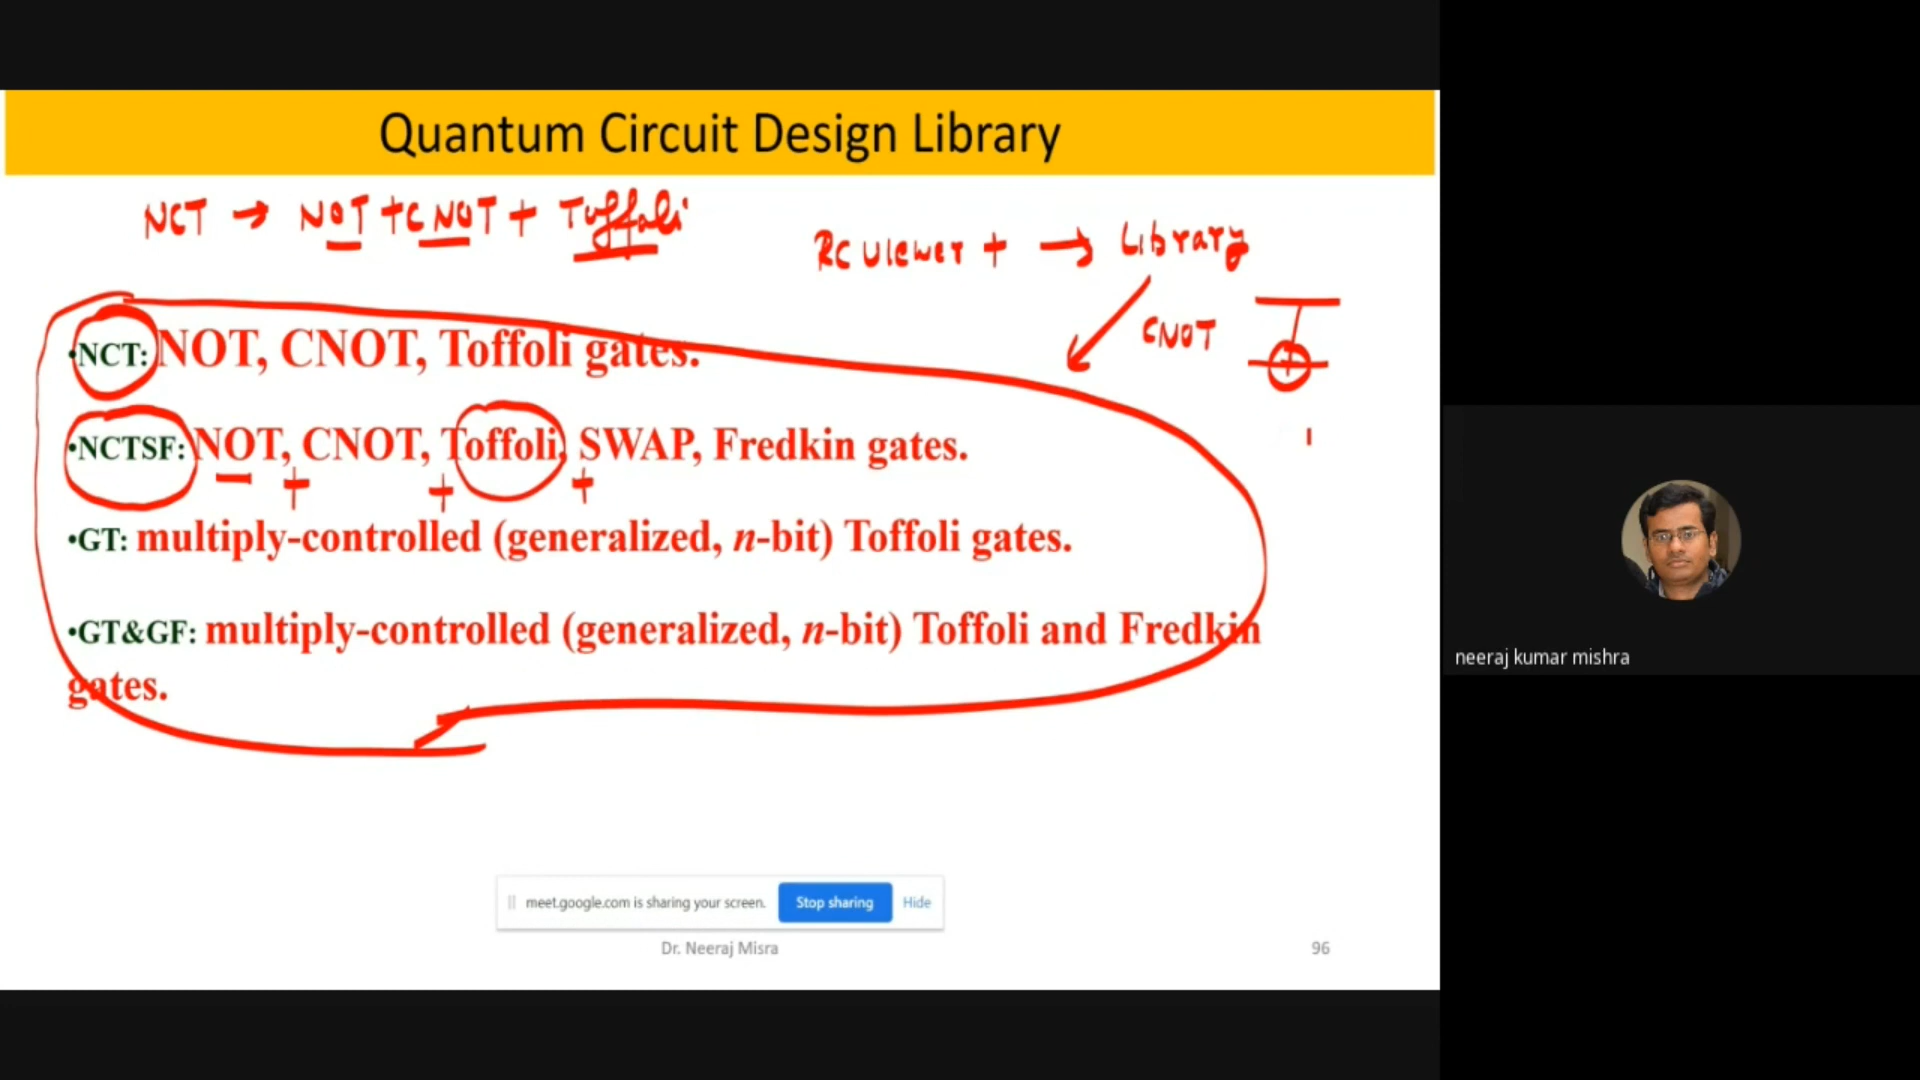 Quantum Circuit Design Library
NCT → NOT + CNOT + Toffoli
Reviewer + → Library
CNOT
•NCT: NOT, CNOT, Toffoli gates.
•NCTSF: NOT, CNOT, Toffoli, SWAP, Fredkin gates.
+ + +
•GT: multiply-controlled (generalized, n-bit) Toffoli gates.
•GT&GF: multiply-controlled (generalized, n-bit) Toffoli and Fredkin
gates.
meet.google.com is sharing your screen. Stop sharing Hide
Dr. Neeraj Misra 96
neeraj kumar mishra